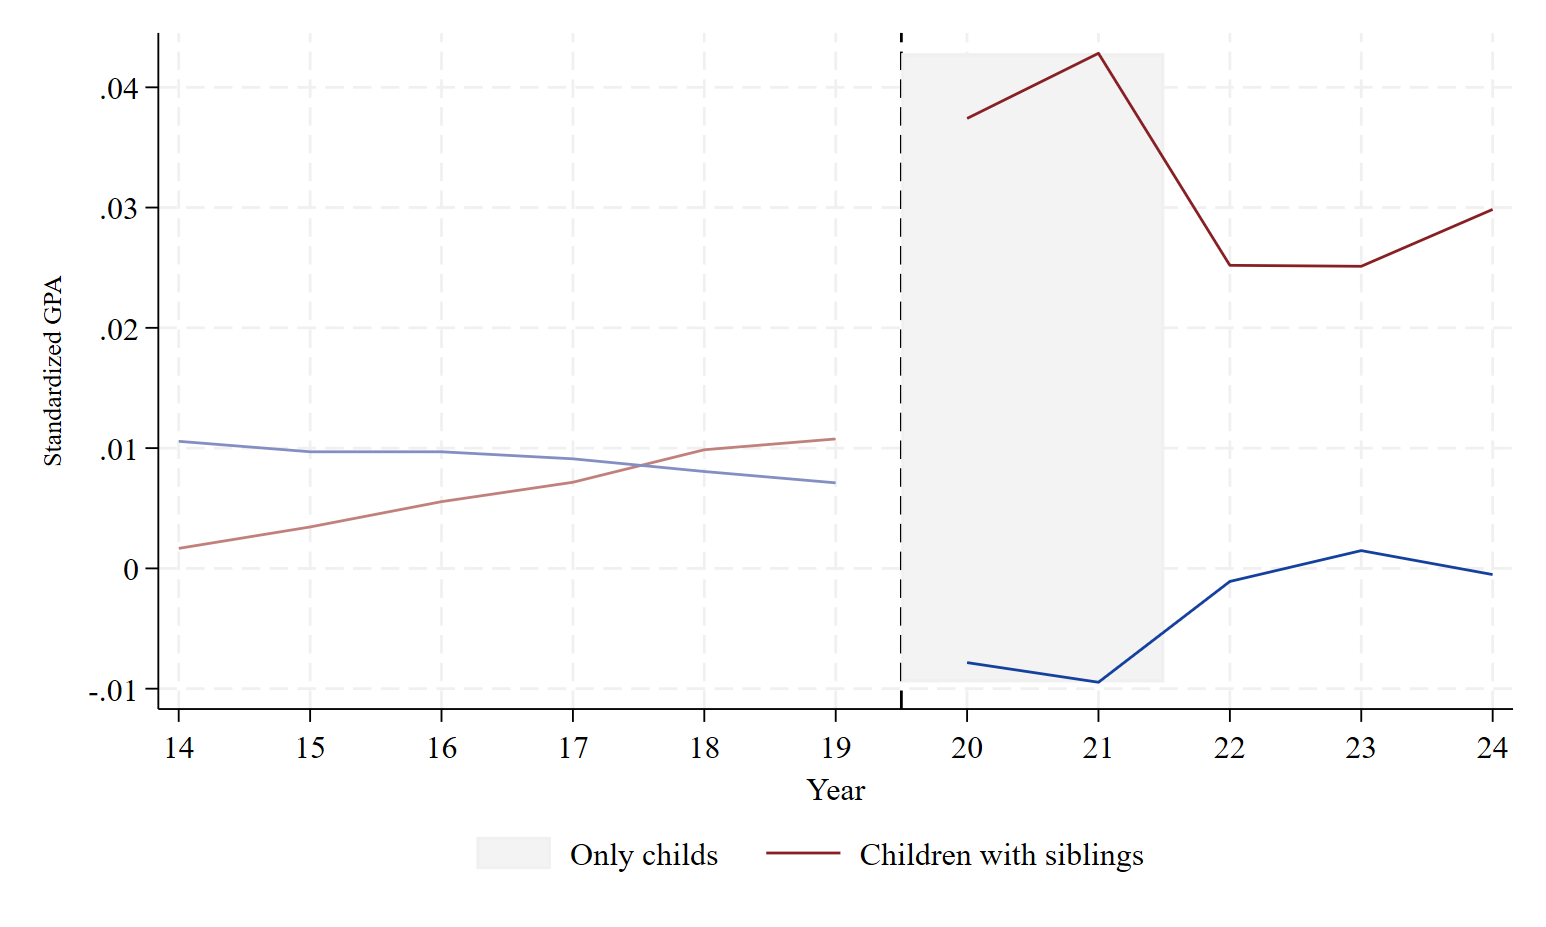 Standardized GPA
.04
.03
.02
.01
0
-.01
14 15 16 17 18 19 20 21 22 23 24
Year
Only childs Children with siblings